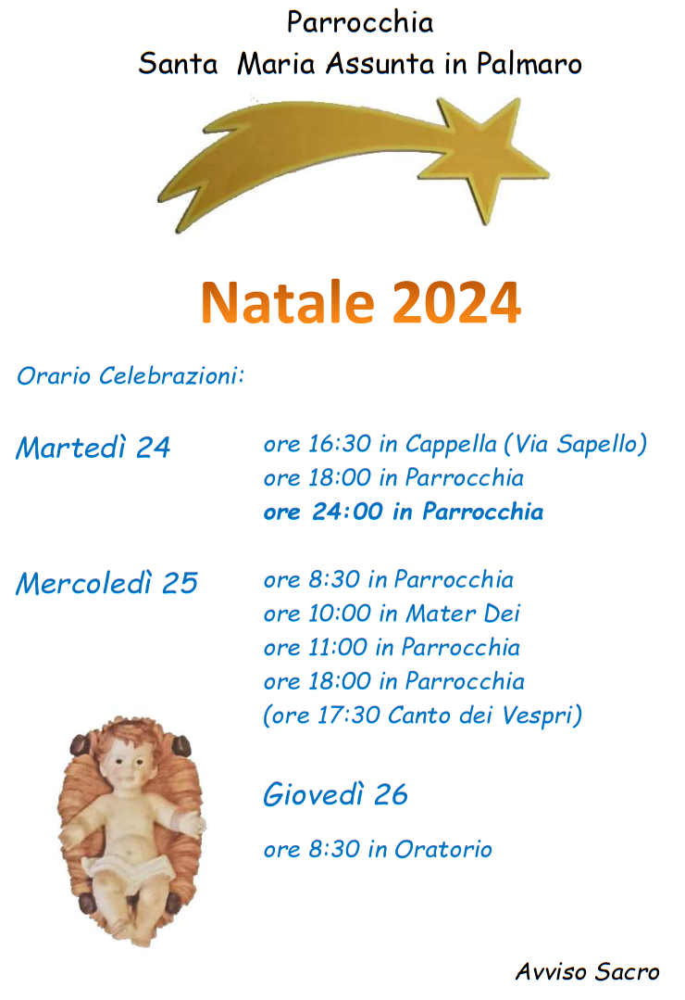 Parrocchia
Santa Maria Assunta in Palmaro
Natale 2024
Orario Celebrazioni:
Martedì 24
ore 16:30 in Cappella (Via Sapello)
ore 18:00 in Parrocchia
ore 24:00 in Parrocchia
Mercoledì 25
ore 8:30 in Parrocchia
ore 10:00 in Mater Dei
ore 11:00 in Parrocchia
ore 18:00 in Parrocchia
(ore 17:30 Canto dei Vespri)
Giovedì 26
ore 8:30 in Oratorio
Avviso Sacro